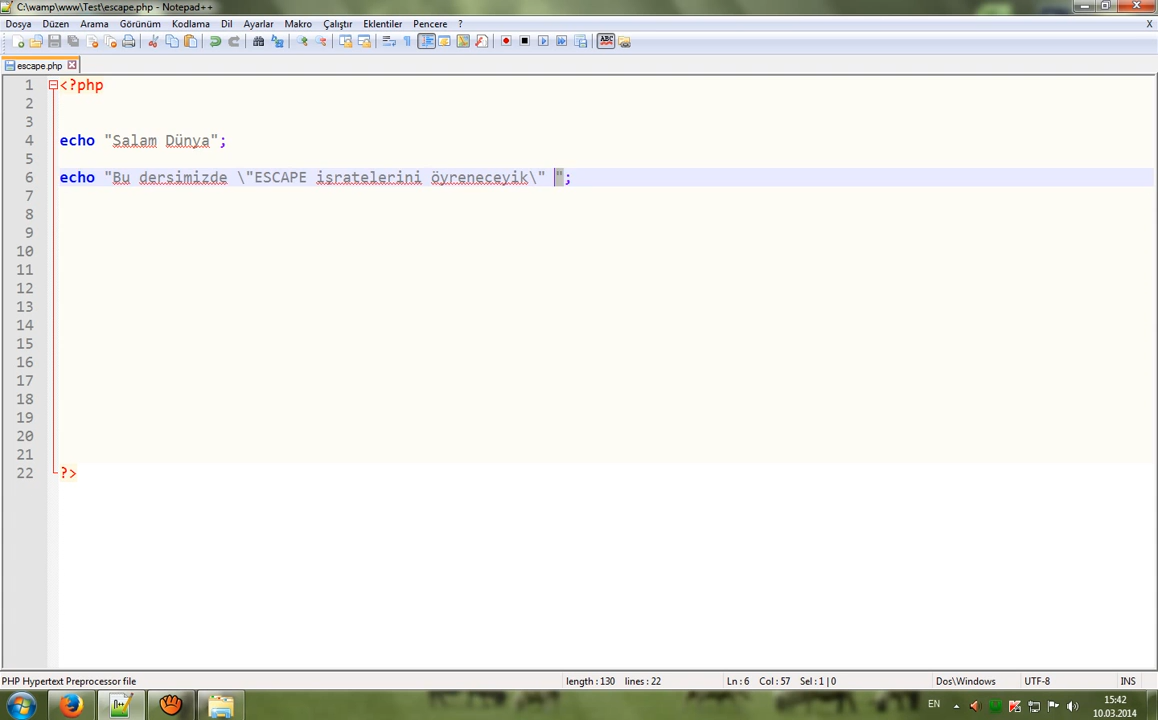 C:\wamp\www\Test\escape.php - Notepad++
Dosya Düzen Arama Görünüm Kodlama Dil Ayarlar Makro Çalıştır Eklentiler Pencere ? X
escape.php
1 <?php
2
3
4 echo "Salam Dünya";
5
6 echo "Bu dersimizde \"ESCAPE işratelerini öyreneceyik\" ";
7
8
9
10
11
12
13
14
15
16
17
18
19
20
21
22 ?>
PHP Hypertext Preprocessor file length : 130 lines : 22 Ln : 6 Col : 57 Sel : 1 | 0 Dos\Windows UTF-8 INS
EN 15:42
10.03.2014